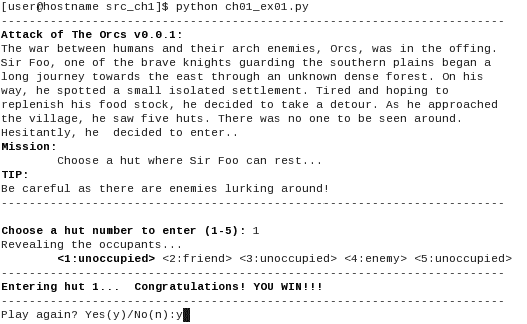 [user@hostname src_ch1]$ python ch01_ex01.py
------------------------------------------------------------------------
Attack of The Orcs v0.0.1:
The war between humans and their arch enemies, Orcs, was in the offing.
Sir Foo, one of the brave knights guarding the southern plains began a
long journey towards the east through an unknown dense forest. On his
way, he spotted a small isolated settlement. Tired and hoping to
replenish his food stock, he decided to take a detour. As he approached
the village, he saw five huts. There was no one to be seen around.
Hesitantly, he  decided to enter..
Mission:
        Choose a hut where Sir Foo can rest...
TIP:
Be careful as there are enemies lurking around!
------------------------------------------------------------------------
Choose a hut number to enter (1-5): 1
Revealing the occupants...
        <1:unoccupied> <2:friend> <3:unoccupied> <4:enemy> <5:unoccupied>
------------------------------------------------------------------------
Entering hut 1...  Congratulations! YOU WIN!!!
------------------------------------------------------------------------
Play again? Yes(y)/No(n):y